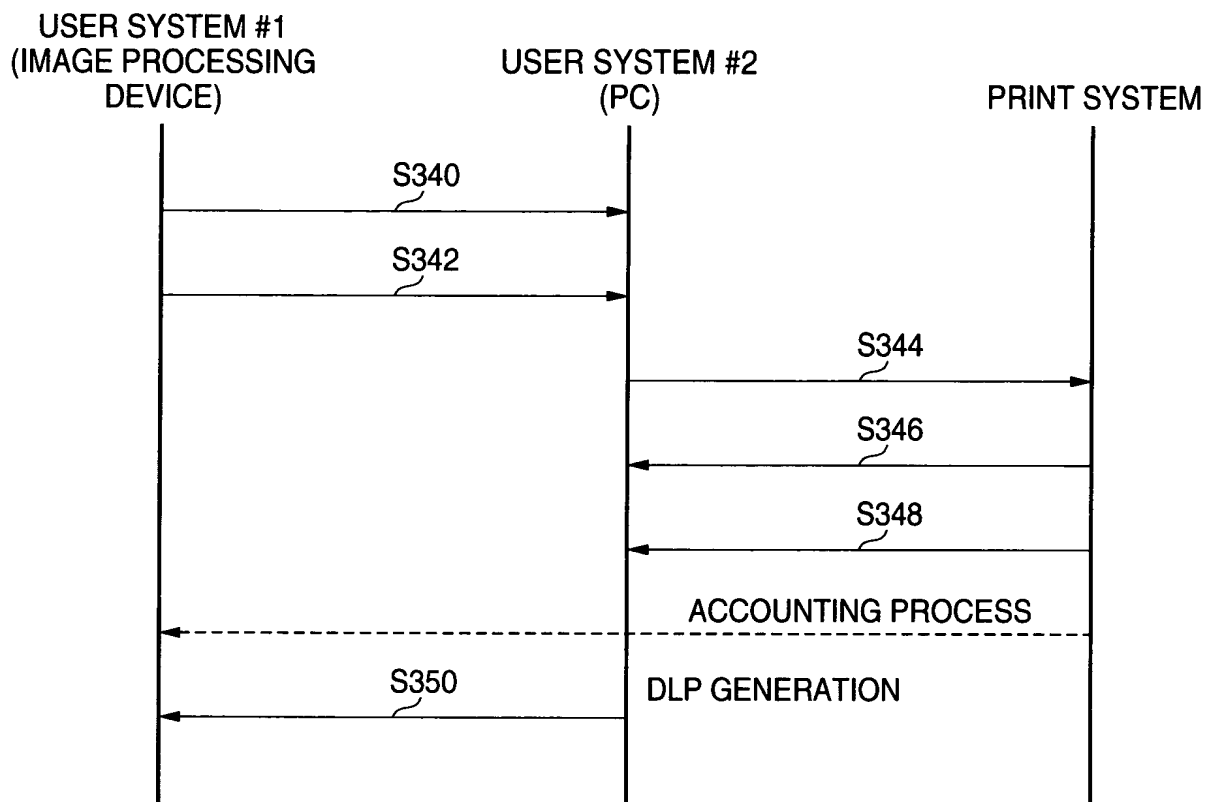 USER SYSTEM #1
(IMAGE PROCESSING
DEVICE)
USER SYSTEM #2
(PC)
PRINT SYSTEM
S340
S342
S344
S346
S348
ACCOUNTING PROCESS
S350
DLP GENERATION